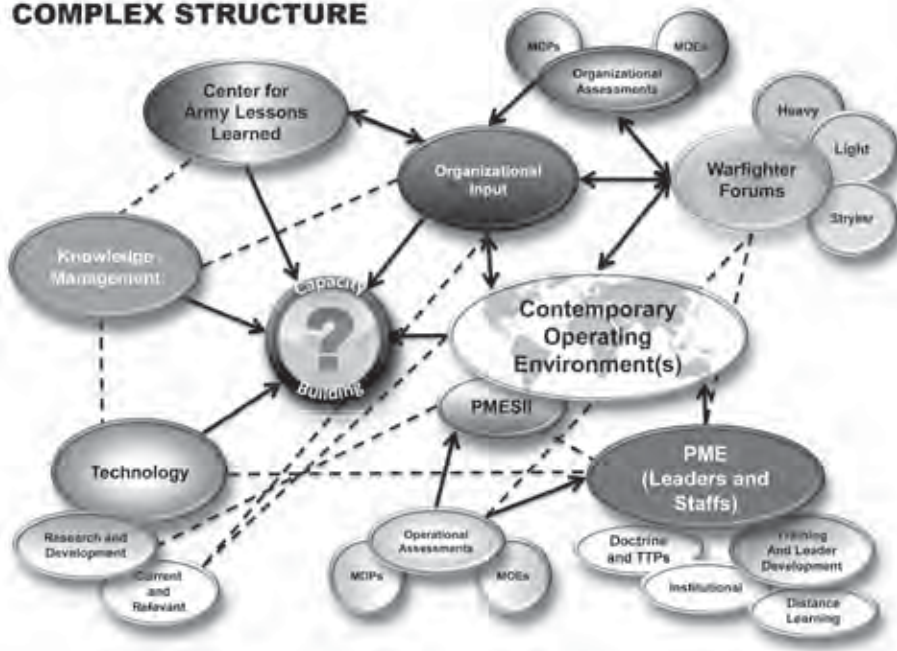 COMPLEX STRUCTURE
MOPs
MOEs
Organizational
Assessments
Center for
Army Lessons
Learned
Heavy
Light
Stryker
Organizational
Input
Warfighter
Forums
Knowledge
Management
Capacity
?
Building
Contemporary
Operating
Environment(s)
PMESII
Technology
PME
(Leaders and
Staffs)
Research and
Development
Current
and
Relevant
Operational
Assessments
MOPs
MOEs
Doctrine
and TTPs
Institutional
Training
And Leader
Development
Distance
Learning